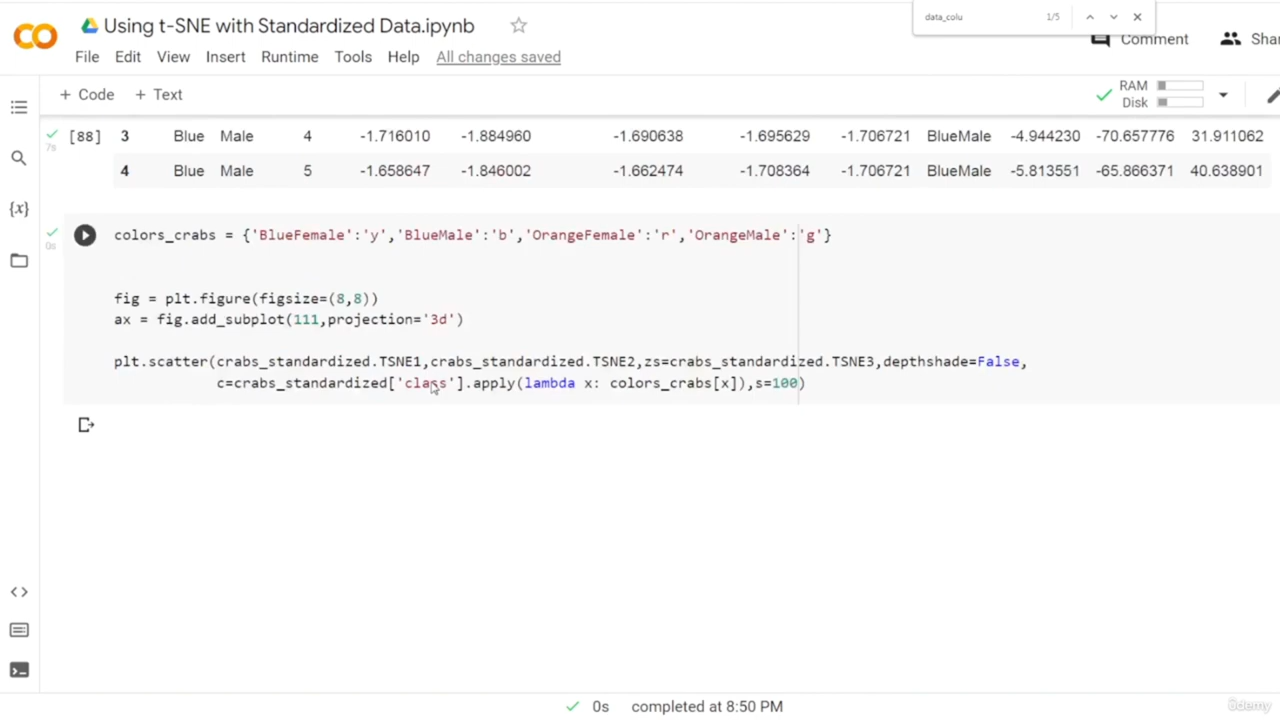 data_colu 1/5
Using t-SNE with Standardized Data.ipynb
File Edit View Insert Runtime Tools Help All changes saved
Comment Shar
+ Code + Text
RAM
Disk
[88] 3 Blue Male 4 -1.716010 -1.884960 -1.690638 -1.695629 -1.706721 BlueMale -4.944230 -70.657776 31.911062
7s
4 Blue Male 5 -1.658647 -1.846002 -1.662474 -1.708364 -1.706721 BlueMale -5.813551 -65.866371 40.638901
{x}
colors_crabs = {'BlueFemale':'y','BlueMale':'b','OrangeFemale':'r','OrangeMale':'g'}
0s
fig = plt.figure(figsize=(8,8))
ax = fig.add_subplot(111,projection='3d')
plt.scatter(crabs_standardized.TSNE1,crabs_standardized.TSNE2,zs=crabs_standardized.TSNE3,depthshade=False,
c=crabs_standardized['class'].apply(lambda x: colors_crabs[x]),s=100)
0s completed at 8:50 PM
ûdemy